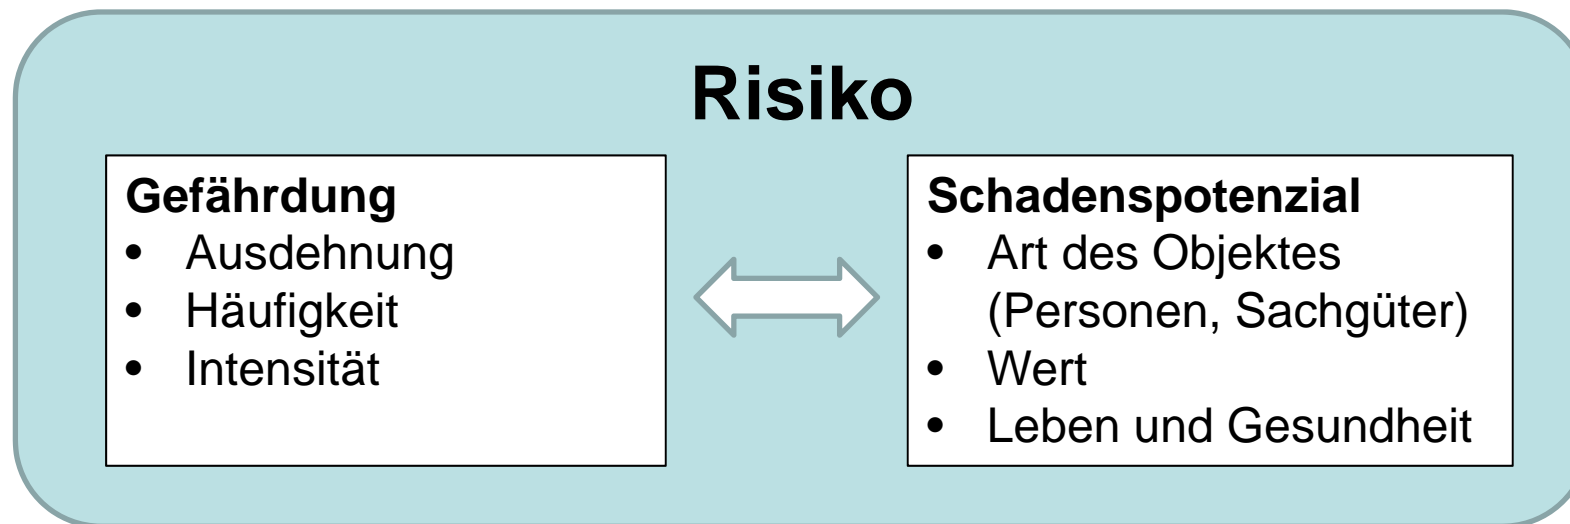 Risiko
Gefährdung
• Ausdehnung
• Häufigkeit
• Intensität
Schadenspotenzial
• Art des Objektes
(Personen, Sachgüter)
• Wert
• Leben und Gesundheit